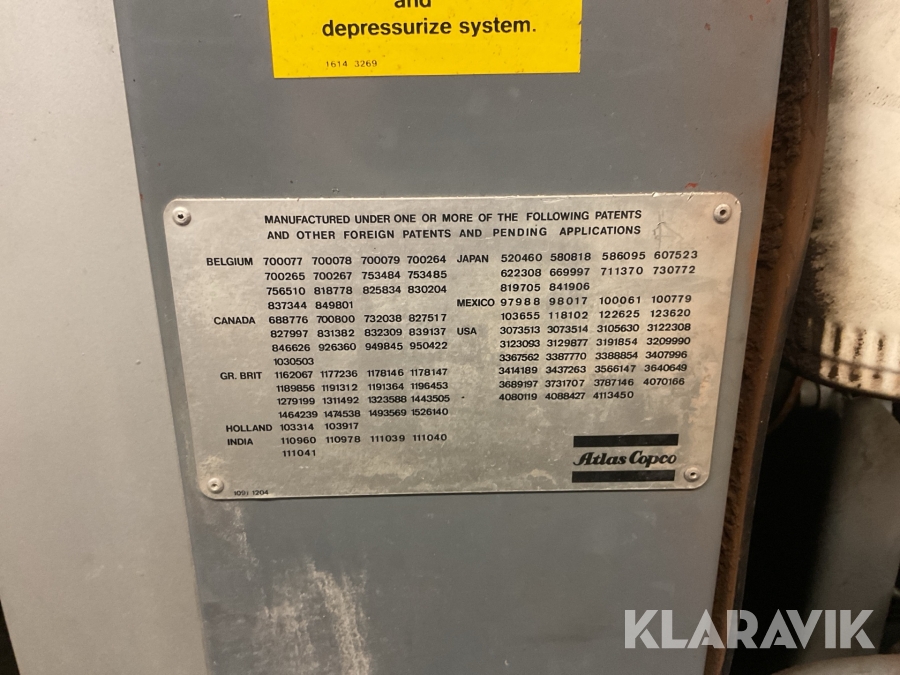 and
depressurize system.
1614 3269
MANUFACTURED UNDER ONE OR MORE OF THE FOLLOWING PATENTS
AND OTHER FOREIGN PATENTS AND PENDING APPLICATIONS
BELGIUM 700077 700078 700079 700264
700265 700267 753484 753485
756510 818778 825834 830204
837344 849801
CANADA 688776 700800 732038 827517
827997 831382 832309 839137
846626 926360 949845 950422
1030503
GR. BRIT 1162067 1177236 1178146 1178147
1189856 1191312 1191364 1196453
1279199 1311492 1323588 1443505
1464239 1474538 1493569 1526140
HOLLAND 103314 103917
INDIA 110960 110978 111039 111040
111041
JAPAN 520460 580818 586095 607523
622308 669997 711370 730772
819705 841906
MEXICO 97988 98017 100061 100779
103655 118102 122625 123620
USA 3073513 3073514 3105630 3122308
3123093 3129877 3191854 3209990
3367562 3387770 3388854 3407996
3414189 3437263 3566147 3640649
3689197 3731707 3787146 4070166
4080119 4088427 4113450
Atlas Copco
1091 1204
KLARAVIK